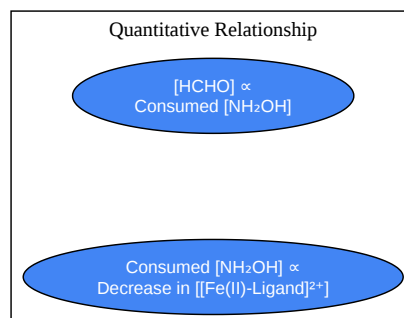 Quantitative Relationship
[HCHO] ∝
Consumed [NH₂OH]
Consumed [NH₂OH] ∝
Decrease in [[Fe(II)-Ligand]²⁺]